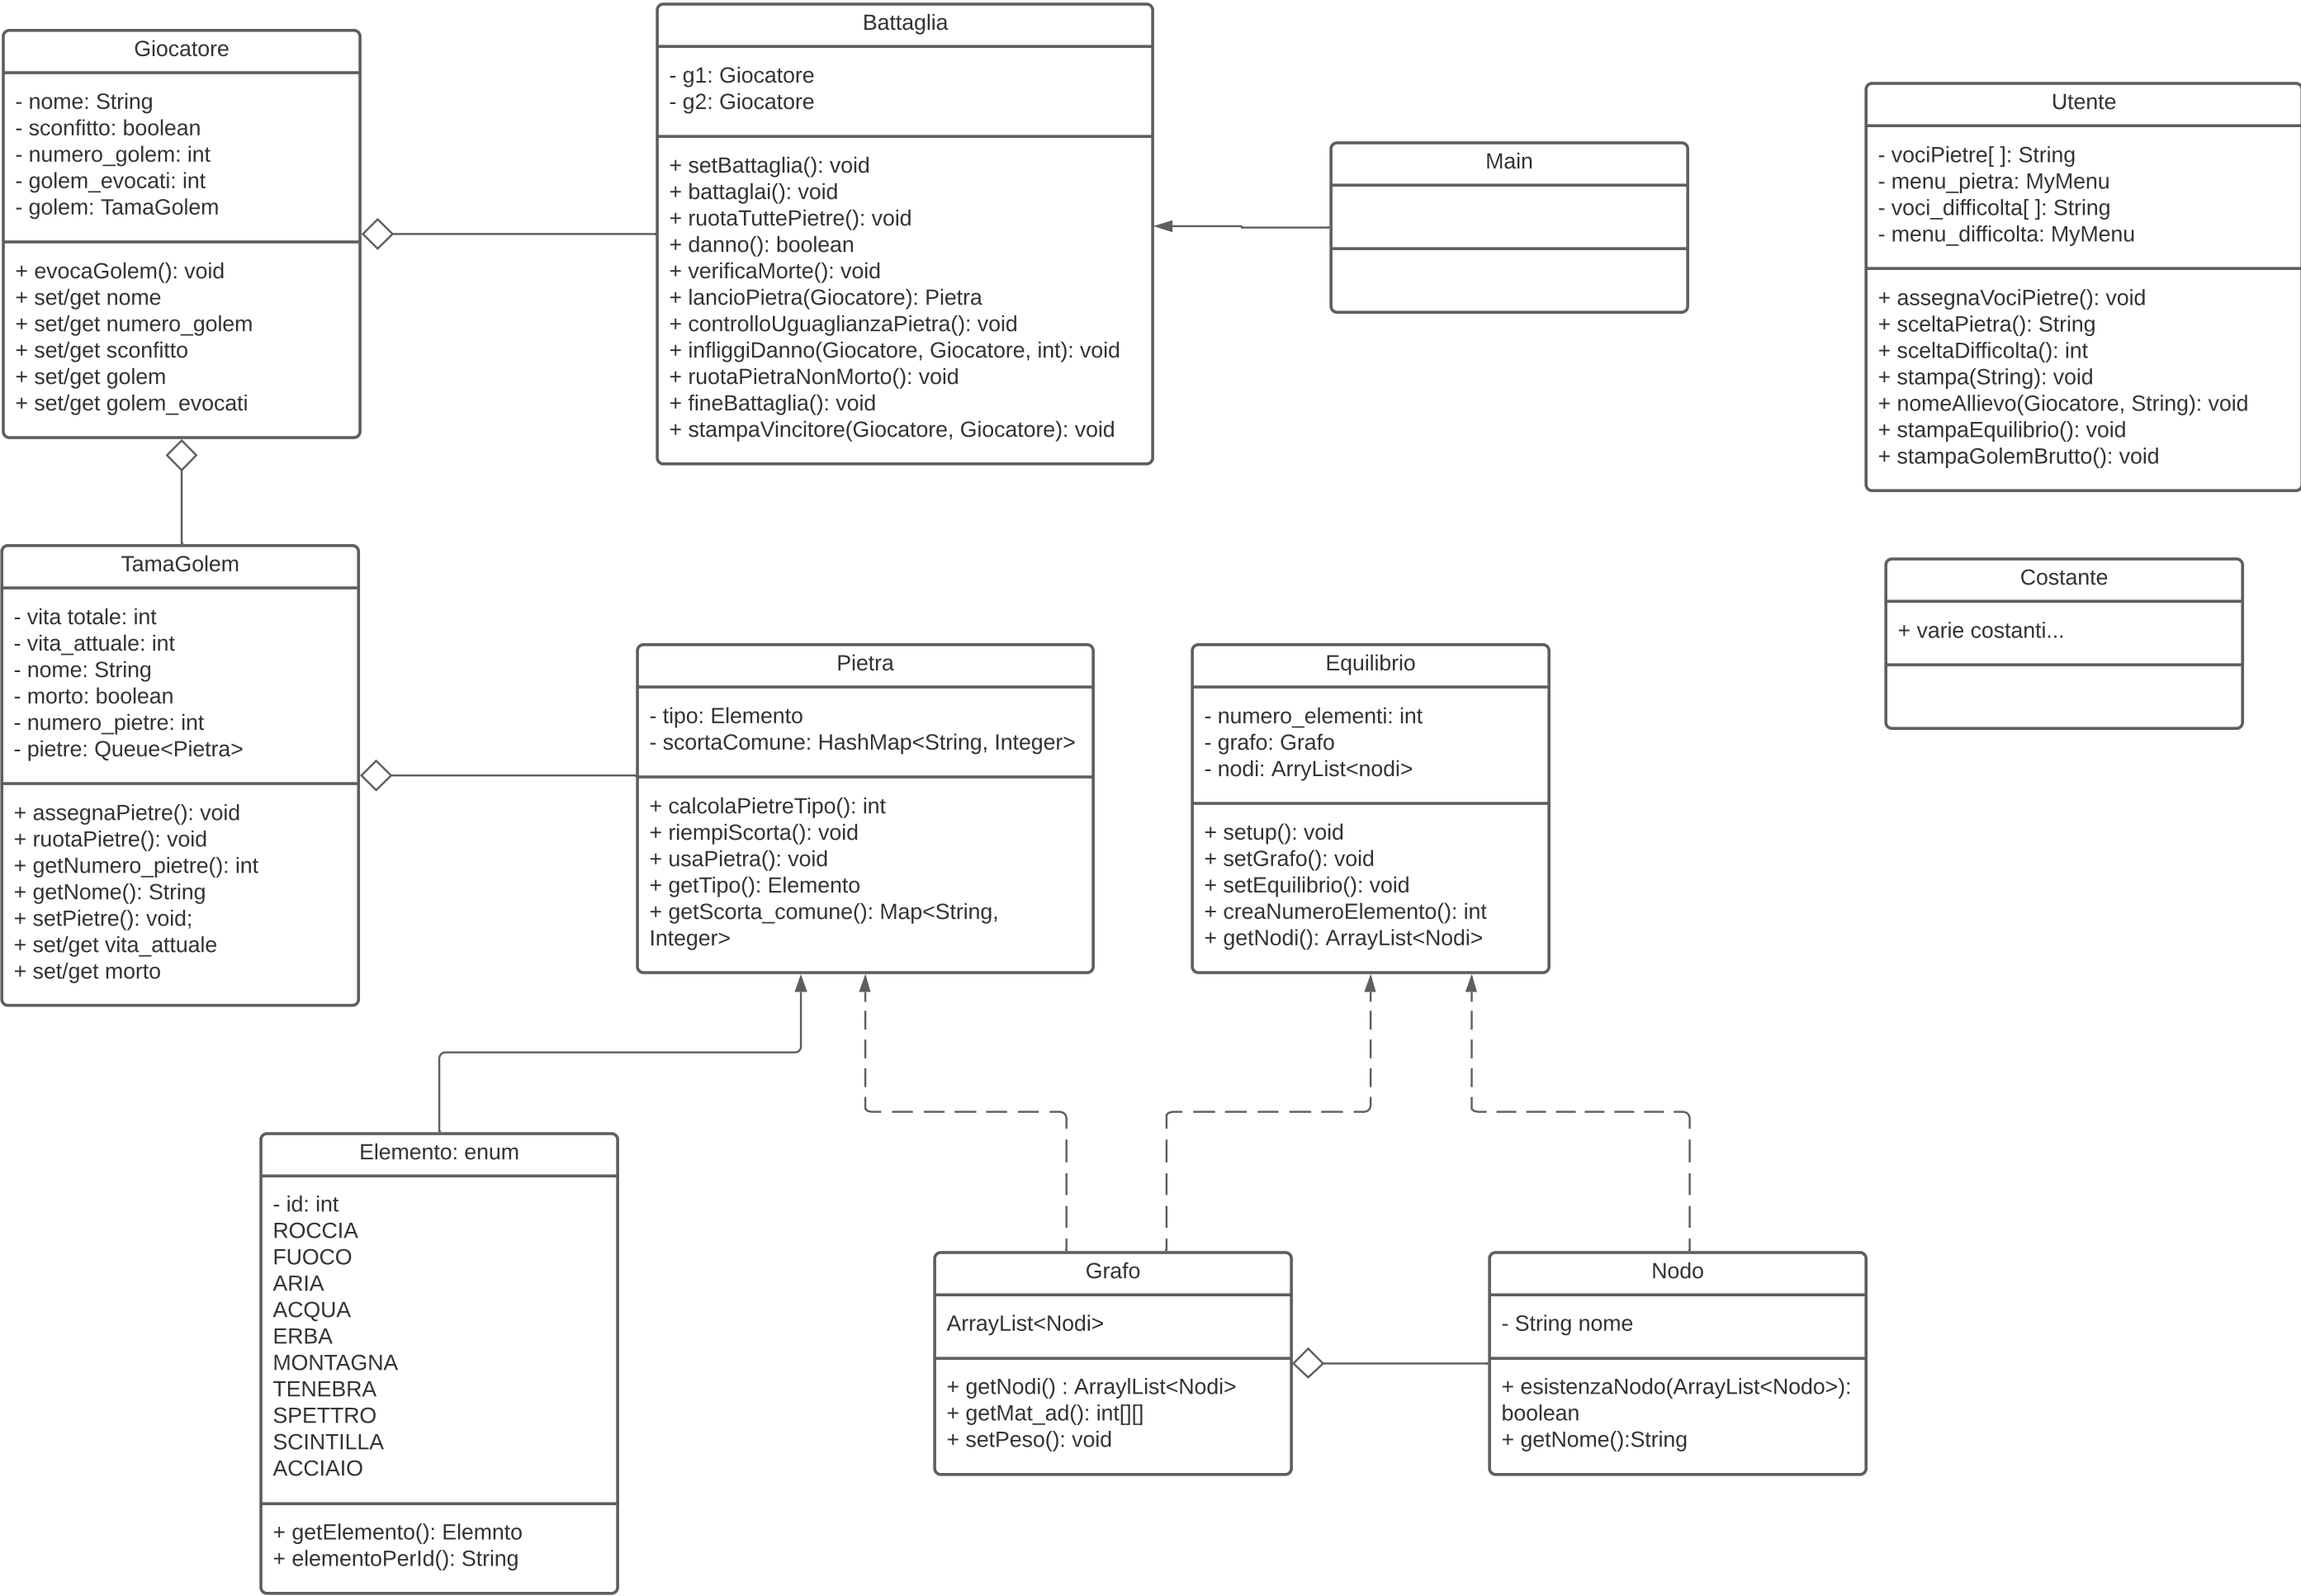 Giocatore
- nome: String
- sconfitto: boolean
- numero_golem: int
- golem_evocati: int
- golem: TamaGolem
+ evocaGolem(): void
+ set/get nome
+ set/get numero_golem
+ set/get sconfitto
+ set/get golem
+ set/get golem_evocati
Battaglia
- g1: Giocatore
- g2: Giocatore
+ setBattaglia(): void
+ battaglai(): void
+ ruotaTuttePietre(): void
+ danno(): boolean
+ verificaMorte(): void
+ lancioPietra(Giocatore): Pietra
+ controlloUguaglianzaPietra(): void
+ infliggiDanno(Giocatore, Giocatore, int): void
+ ruotaPietraNonMorto(): void
+ fineBattaglia(): void
+ stampaVincitore(Giocatore, Giocatore): void
Main
Utente
- vociPietre[ ]: String
- menu_pietra: MyMenu
- voci_difficolta[ ]: String
- menu_difficolta: MyMenu
+ assegnaVociPietre(): void
+ sceltaPietra(): String
+ sceltaDifficolta(): int
+ stampa(String): void
+ nomeAllievo(Giocatore, String): void
+ stampaEquilibrio(): void
+ stampaGolemBrutto(): void
TamaGolem
- vita totale: int
- vita_attuale: int
- nome: String
- morto: boolean
- numero_pietre: int
- pietre: Queue<Pietra>
+ assegnaPietre(): void
+ ruotaPietre(): void
+ getNumero_pietre(): int
+ getNome(): String
+ setPietre(): void;
+ set/get vita_attuale
+ set/get morto
Pietra
- tipo: Elemento
- scortaComune: HashMap<String, Integer>
+ calcolaPietreTipo(): int
+ riempiScorta(): void
+ usaPietra(): void
+ getTipo(): Elemento
+ getScorta_comune(): Map<String,
Integer>
Equilibrio
- numero_elementi: int
- grafo: Grafo
- nodi: ArryList<nodi>
+ setup(): void
+ setGrafo(): void
+ setEquilibrio(): void
+ creaNumeroElemento(): int
+ getNodi(): ArrayList<Nodi>
Costante
+ varie costanti...
Elemento: enum
- id: int
ROCCIA
FUOCO
ARIA
ACQUA
ERBA
MONTAGNA
TENEBRA
SPETTRO
SCINTILLA
ACCIAIO
+ getElemento(): Elemnto
+ elementoPerId(): String
Grafo
ArrayList<Nodi>
+ getNodi() : ArraylList<Nodi>
+ getMat_ad(): int[][]
+ setPeso(): void
Nodo
- String nome
+ esistenzaNodo(ArrayList<Nodo>):
boolean
+ getNome():String